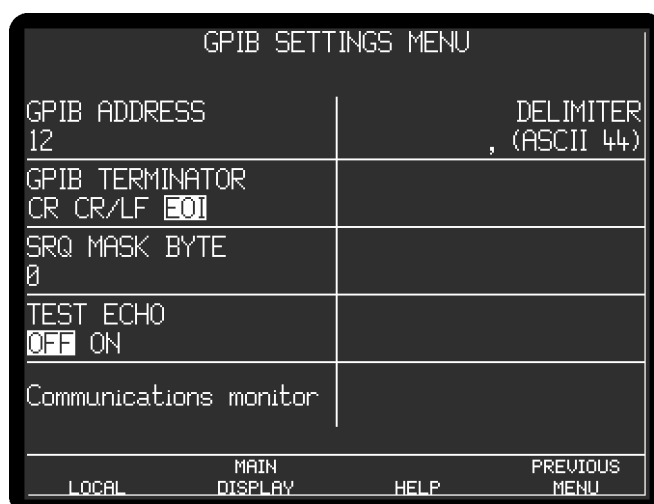 GPIB SETTINGS MENU
GPIB ADDRESS
12
DELIMITER
, (ASCII 44)
GPIB TERMINATOR
CR CR/LF EOI
SRQ MASK BYTE
0
TEST ECHO
OFF ON
Communications monitor
LOCAL
MAIN
DISPLAY
HELP
PREVIOUS
MENU